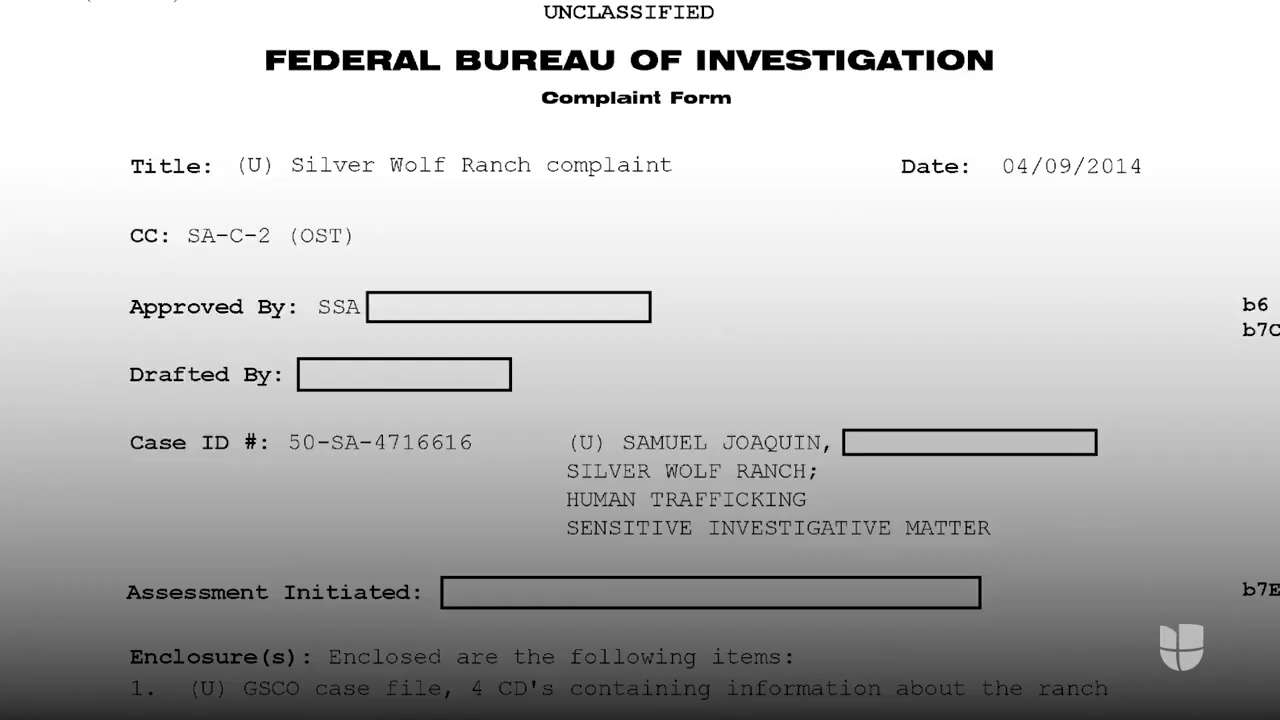 UNCLASSIFIED
FEDERAL BUREAU OF INVESTIGATION
Complaint Form
Title: (U) Silver Wolf Ranch complaint Date: 04/09/2014
CC: SA-C-2 (OST)
Approved By: SSA b6
b7C
Drafted By:
Case ID #: 50-SA-4716616 (U) SAMUEL JOAQUIN,
SILVER WOLF RANCH;
HUMAN TRAFFICKING
SENSITIVE INVESTIGATIVE MATTER
Assessment Initiated: b7E
Enclosure(s): Enclosed are the following items:
1. (U) GSCO case file, 4 CD's containing information about the ranch